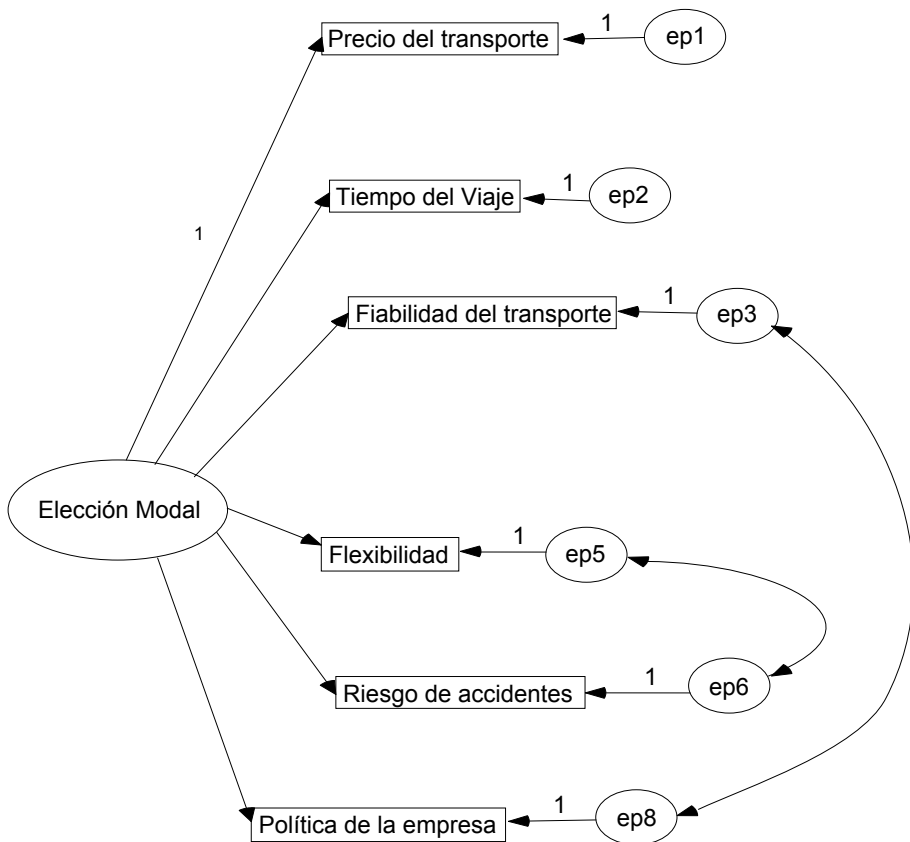 Precio del transporte
1
ep1
Tiempo del Viaje
1
ep2
1
Fiabilidad del transporte
1
ep3
Elección Modal
Flexibilidad
1
ep5
Riesgo de accidentes
1
ep6
Política de la empresa
1
ep8